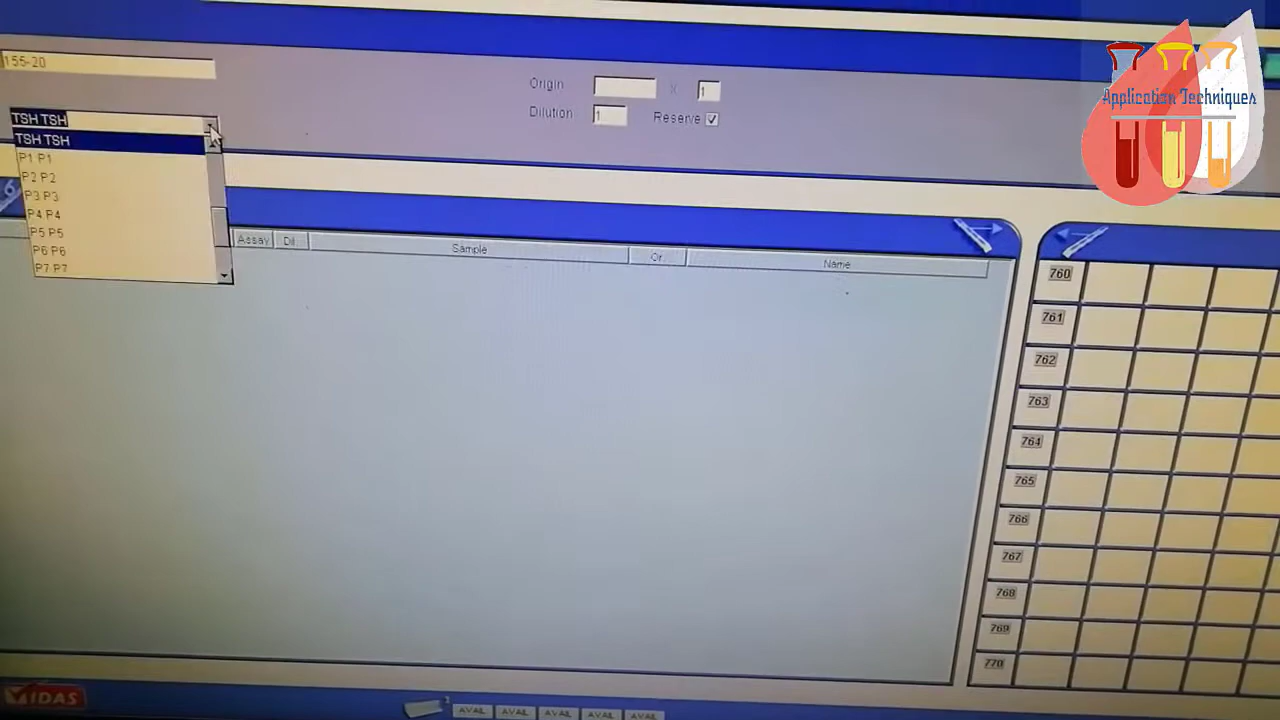 155-20
Origin
X
1
Dilution
1
Reserve
Application Techniques
TSH TSH
TSH TSH
P1 P1
P2 P2
P3 P3
P4 P4
P5 P5
P6 P6
P7 P7
6
Assay
Dil.
Sample
Or.
Name
760
761
762
763
764
765
766
767
768
769
770
VIDAS
AVAIL
AVAIL
AVAIL
AVAIL
AVAIL